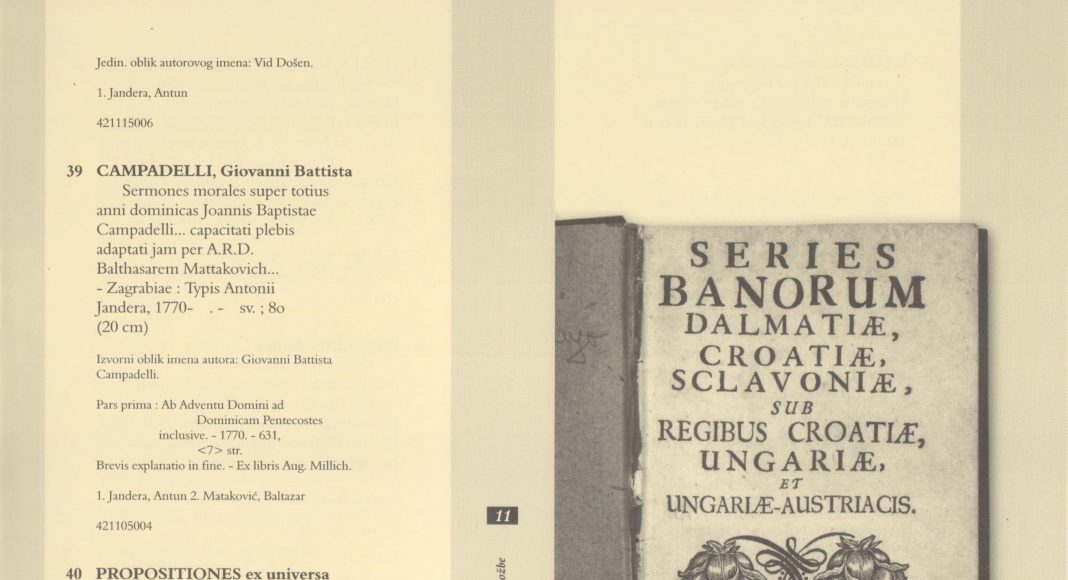 Jedin. oblik autorovog imena: Vid Došen.
1. Jandera, Antun
421115006
39 CAMPADELLI, Giovanni Battista
Sermones morales super totius
anni dominicas Joannis Baptistae
Campadelli... capacitati plebis
adaptati jam per A.R.D.
Balthasarem Mattakovich...
- Zagrabiae : Typis Antonii
Jandera, 1770- . - sv. ; 8o
(20 cm)
Izvorni oblik imena autora: Giovanni Battista
Campadelli.
Pars prima : Ab Adventu Domini ad
Dominicam Pentecostes
inclusive. - 1770. - 631,
<7> str.
Brevis explanatio in fine. - Ex libris Aug. Millich.
1. Jandera, Antun 2. Mataković, Baltazar
421105004
40 PROPOSITIONES ex universa
11
SERIES
BANORUM
DALMATIÆ,
CROATIÆ,
SCLAVONIÆ,
SUB
REGIBUS CROATIÆ,
UNGARIÆ,
ET
UNGARIÆ-AUSTRIACIS.